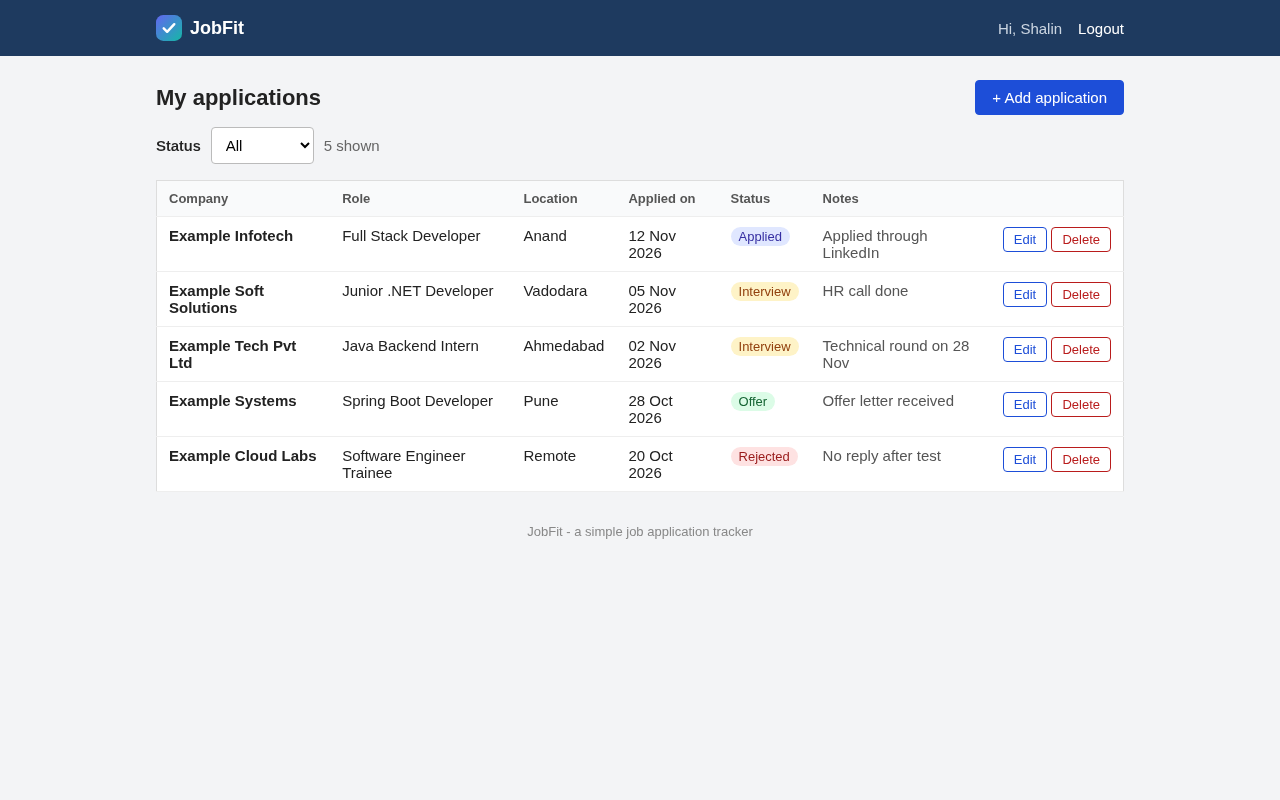 JobFit
Hi, Shalin Logout
My applications
+ Add application
Status All 5 shown
Company Role Location Applied on Status Notes
Example Infotech Full Stack Developer Anand 12 Nov 2026 Applied Applied through LinkedIn Edit Delete
Example Soft Solutions Junior .NET Developer Vadodara 05 Nov 2026 Interview HR call done Edit Delete
Example Tech Pvt Ltd Java Backend Intern Ahmedabad 02 Nov 2026 Interview Technical round on 28 Nov Edit Delete
Example Systems Spring Boot Developer Pune 28 Oct 2026 Offer Offer letter received Edit Delete
Example Cloud Labs Software Engineer Trainee Remote 20 Oct 2026 Rejected No reply after test Edit Delete
JobFit - a simple job application tracker